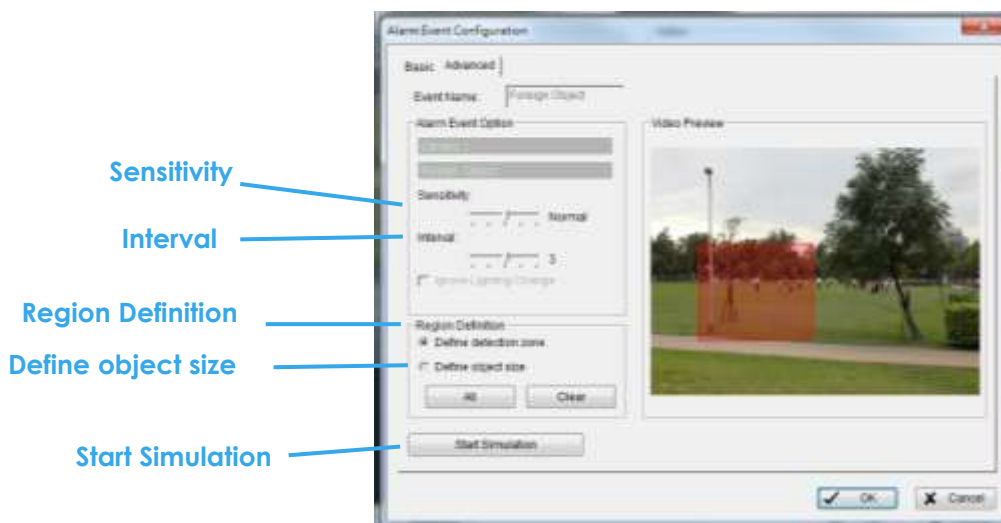 Alarm Event Configuration
Basic Advanced
Event Name: Foreign Object
Alarm Event Option
Video Preview
Sensitivity
Sensitivity
Normal
Interval
Interval
3
Ignore Lighting Change
Region Definition
Region Definition
Define detection zone
Define object size
Define object size
All Clear
Start Simulation
Start Simulation
OK Cancel